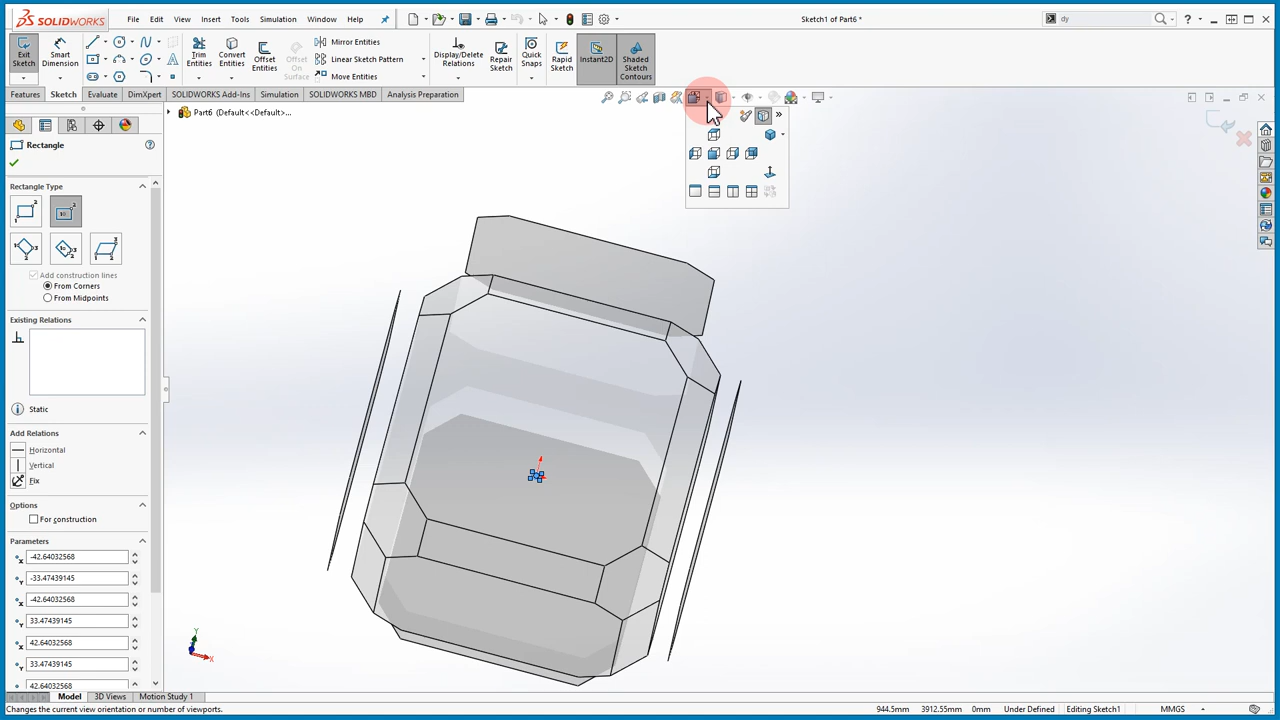 SOLIDWORKS
File
Edit
View
Insert
Tools
Simulation
Window
Help
Sketch1 of Part6 *
dy
Exit Sketch
Smart Dimension
Trim Entities
Convert Entities
Offset Entities
Offset On Surface
Mirror Entities
Linear Sketch Pattern
Move Entities
Display/Delete Relations
Repair Sketch
Quick Snaps
Rapid Sketch
Instant2D
Shaded Sketch Contours
Features
Sketch
Evaluate
DimXpert
SOLIDWORKS Add-Ins
Simulation
SOLIDWORKS MBD
Analysis Preparation
Part6 (Default<<Default>...
Rectangle
Rectangle Type
Add construction lines
From Corners
From Midpoints
Existing Relations
Static
Add Relations
Horizontal
Vertical
Fix
Options
For construction
Parameters
-42.64032568
-33.47439145
-42.64032568
33.47439145
42.64032568
33.47439145
42.64032568
Y
X
Model
3D Views
Motion Study 1
Changes the current view orientation or number of viewports.
944.5mm
3912.55mm
0mm
Under Defined
Editing Sketch1
MMGS